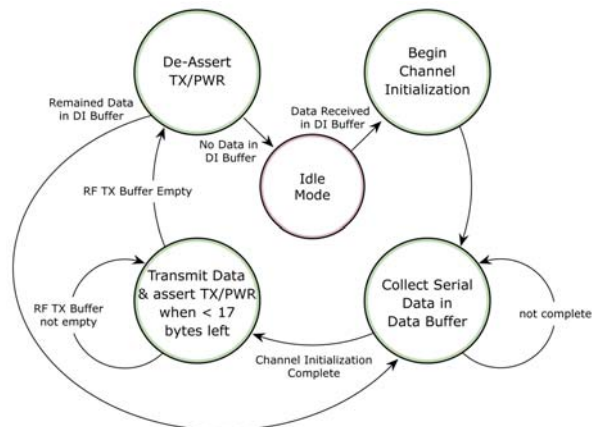 De-Assert
TX/PWR
Begin
Channel
Initialization
Remained Data
in DI Buffer
Data Received
in DI Buffer
No Data in
DI Buffer
Idle
Mode
RF TX Buffer Empty
Transmit Data
& assert TX/PWR
when < 17
bytes left
Collect Serial
Data in
Data Buffer
RF TX Buffer
not empty
not complete
Channel Initialization
Complete